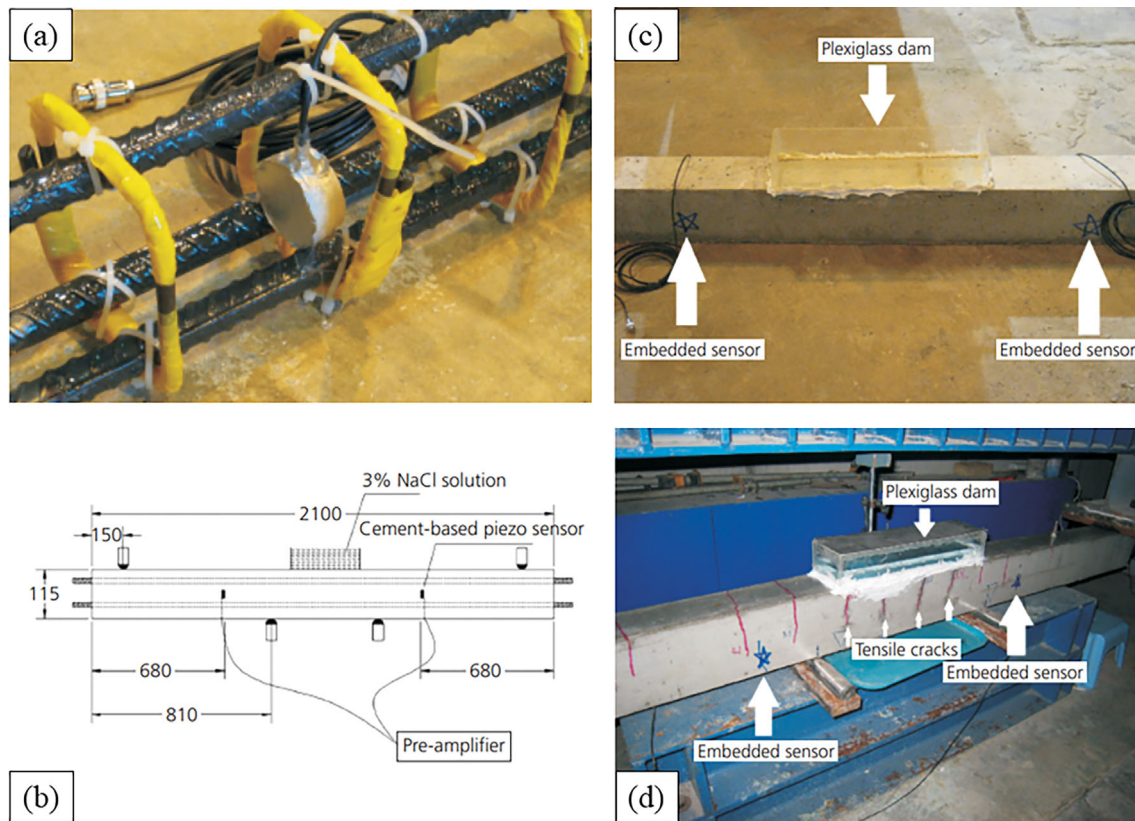 (a)
(c)
Plexiglass dam
Embedded sensor
Embedded sensor
3% NaCl solution
2100
Cement-based piezo sensor
150
115
680
680
810
Pre-amplifier
(b)
Plexiglass dam
Tensile cracks
Embedded sensor
Embedded sensor
(d)